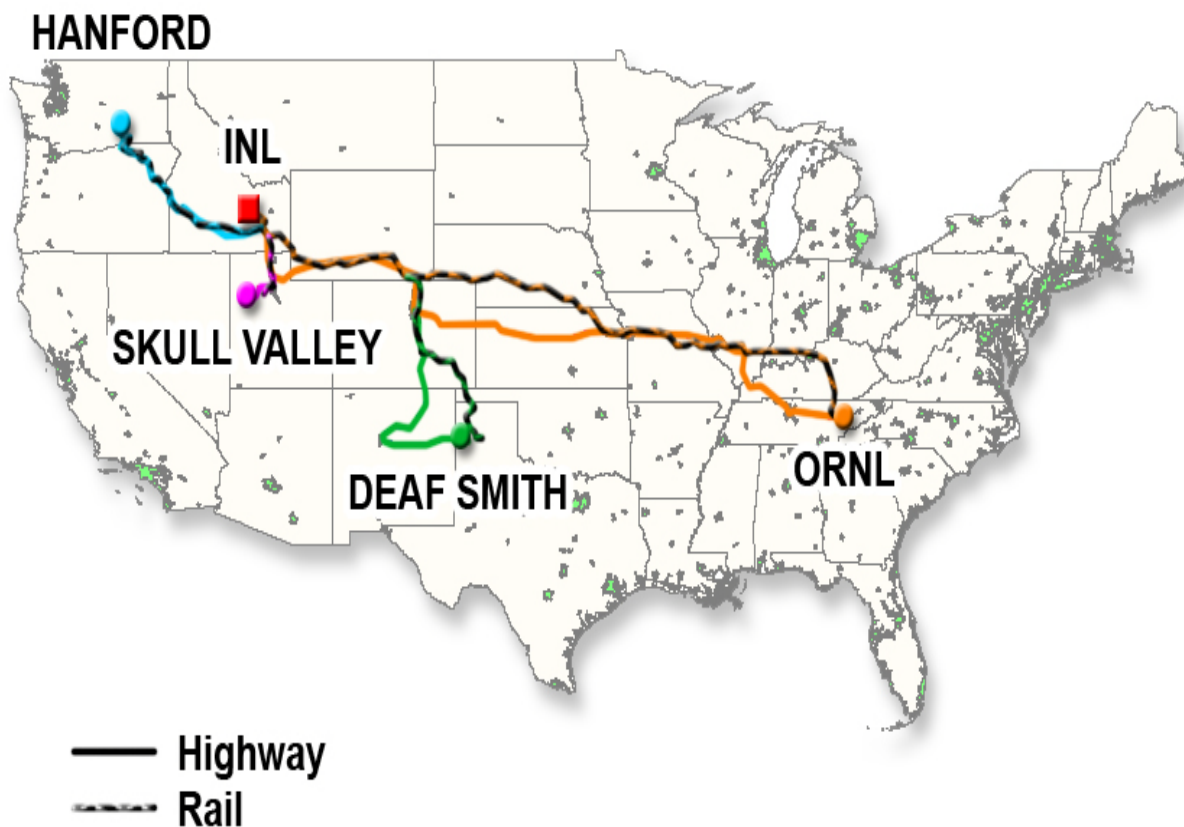 HANFORD
INL
SKULL VALLEY
DEAF SMITH
ORNL
Highway
Rail